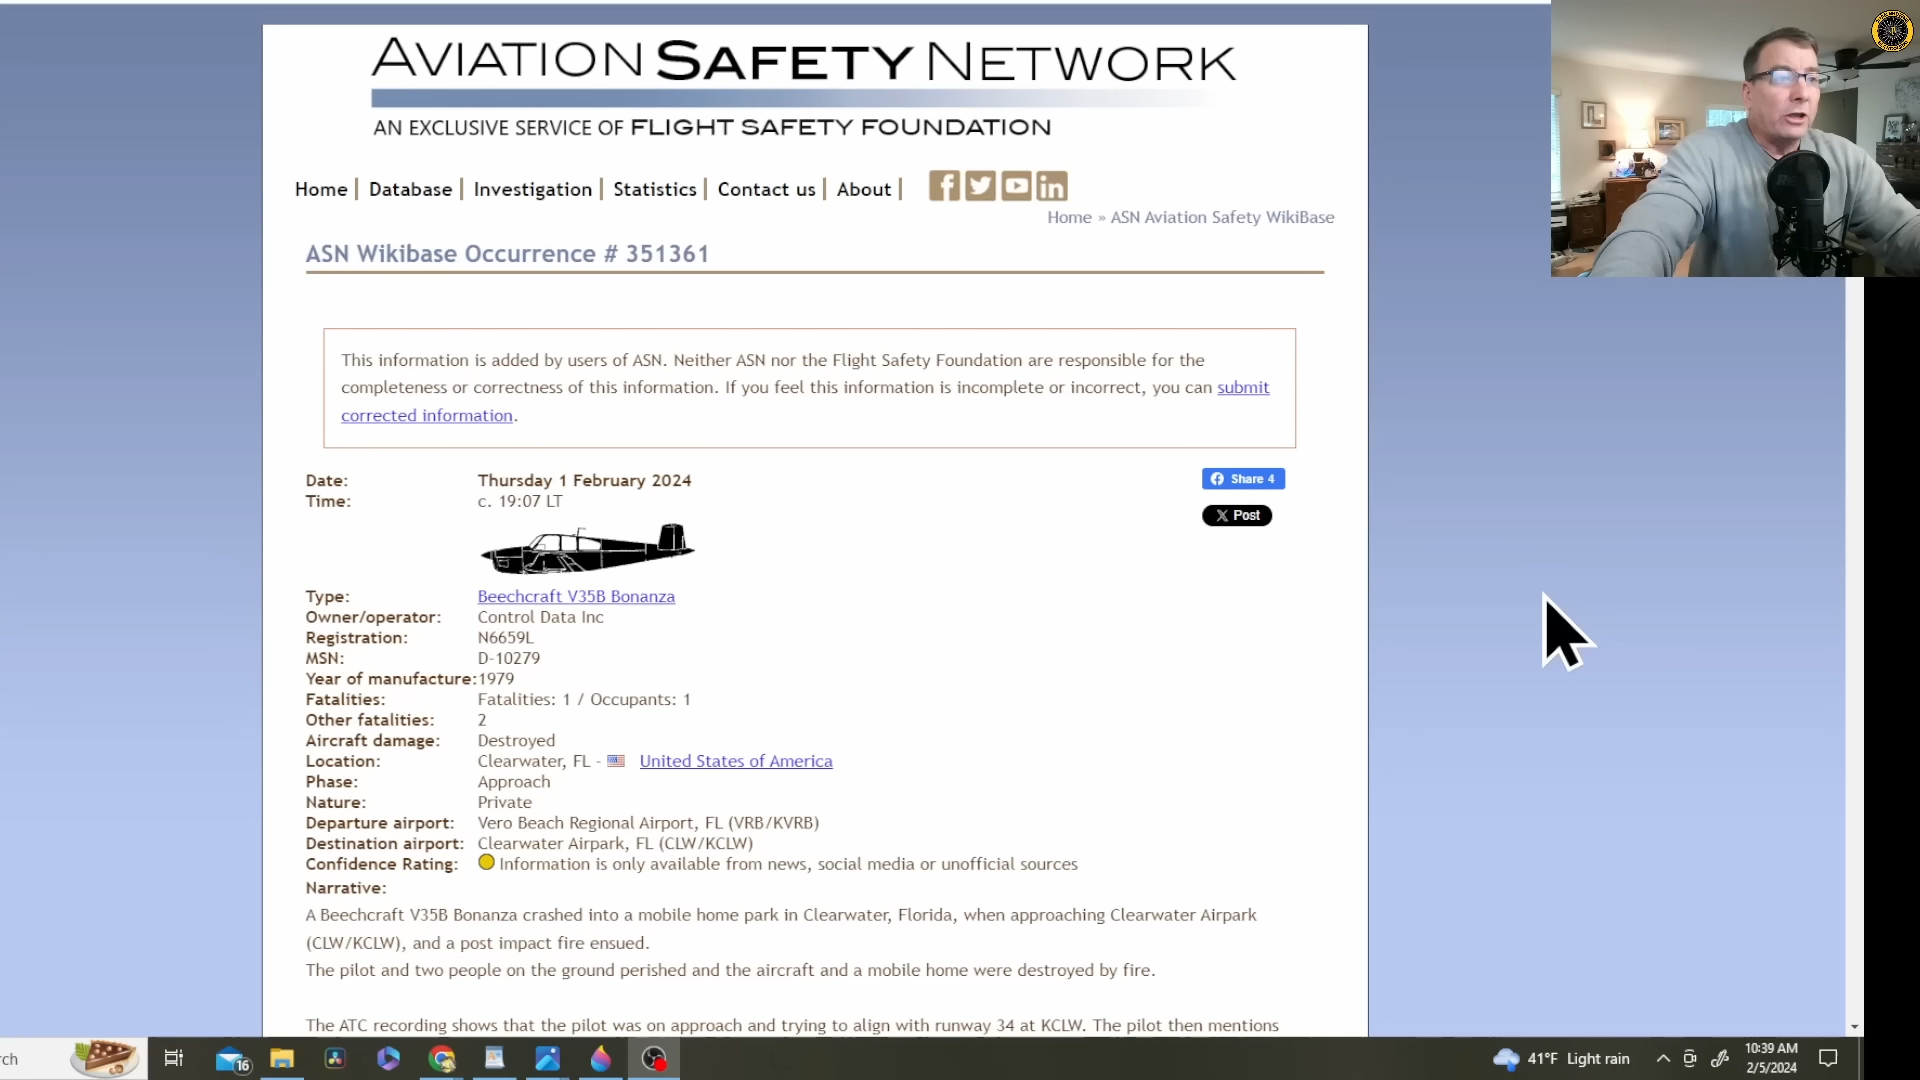 AVIATION SAFETY NETWORK
AN EXCLUSIVE SERVICE OF FLIGHT SAFETY FOUNDATION
Home | Database | Investigation | Statistics | Contact us | About |
Home » ASN Aviation Safety WikiBase
ASN Wikibase Occurrence # 351361
This information is added by users of ASN. Neither ASN nor the Flight Safety Foundation are responsible for the
completeness or correctness of this information. If you feel this information is incomplete or incorrect, you can submit
corrected information.
Date: Thursday 1 February 2024
Share 4
Time: c. 19:07 LT
Post
Type: Beechcraft V35B Bonanza
Owner/operator: Control Data Inc
Registration: N6659L
MSN: D-10279
Year of manufacture: 1979
Fatalities: Fatalities: 1 / Occupants: 1
Other fatalities: 2
Aircraft damage: Destroyed
Location: Clearwater, FL - United States of America
Phase: Approach
Nature: Private
Departure airport: Vero Beach Regional Airport, FL (VRB/KVRB)
Destination airport: Clearwater Airpark, FL (CLW/KCLW)
Confidence Rating: Information is only available from news, social media or unofficial sources
Narrative:
A Beechcraft V35B Bonanza crashed into a mobile home park in Clearwater, Florida, when approaching Clearwater Airpark
(CLW/KCLW), and a post impact fire ensued.
The pilot and two people on the ground perished and the aircraft and a mobile home were destroyed by fire.
The ATC recording shows that the pilot was on approach and trying to align with runway 34 at KCLW. The pilot then mentions
rch
16
41°F Light rain
10:39 AM
2/5/2024